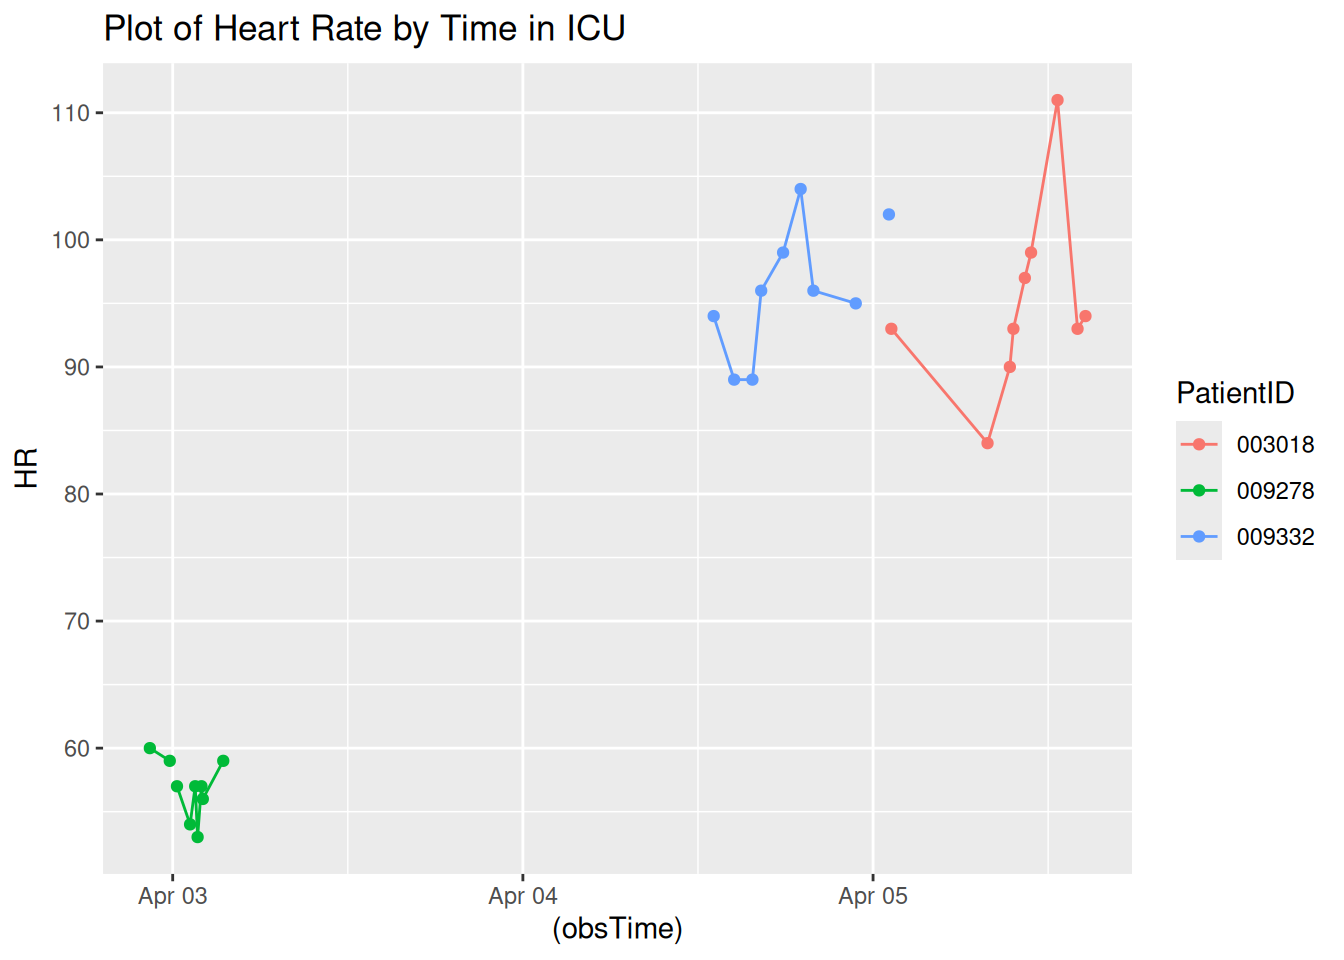 Plot of Heart Rate by Time in ICU
110
100
90
80
70
60
HR
Apr 03
Apr 04
Apr 05
(obsTime)
PatientID
003018
009278
009332